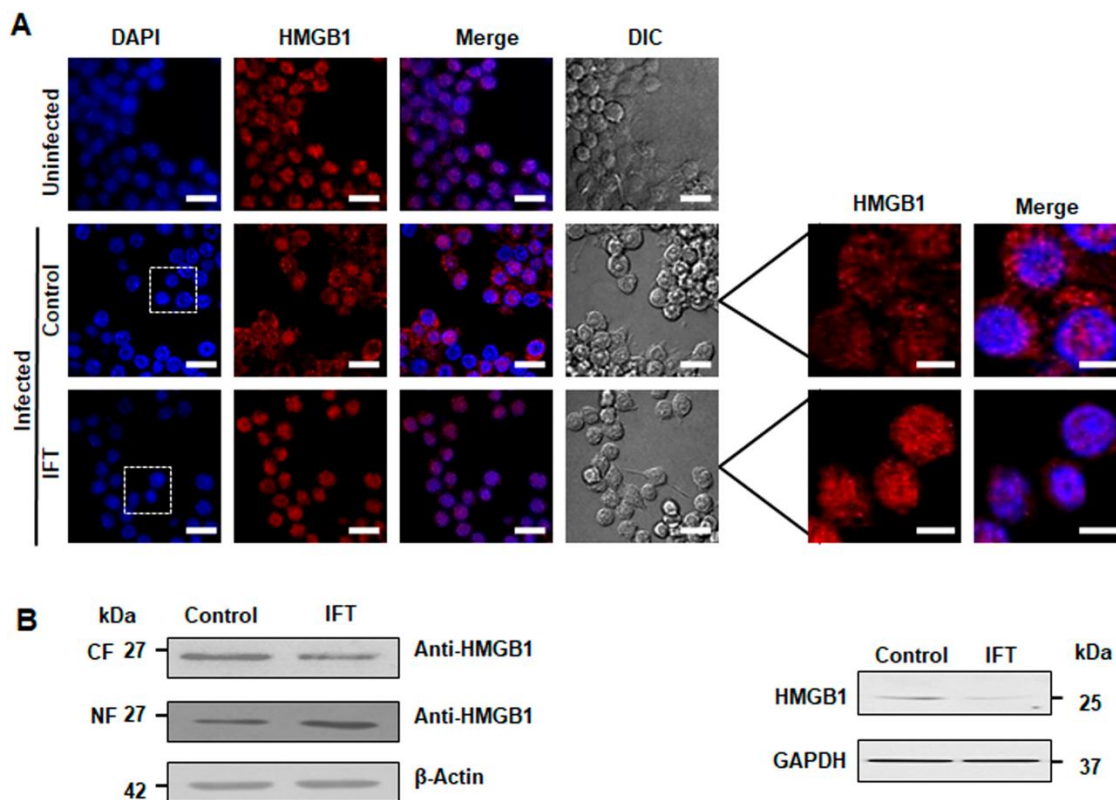 A
DAPI HMGB1 Merge DIC
Uninfected
HMGB1 Merge
Infected
Control
IFT
B
kDa Control IFT
CF 27 Anti-HMGB1
NF 27 Anti-HMGB1
42 β-Actin
Control IFT kDa
HMGB1 25
GAPDH 37